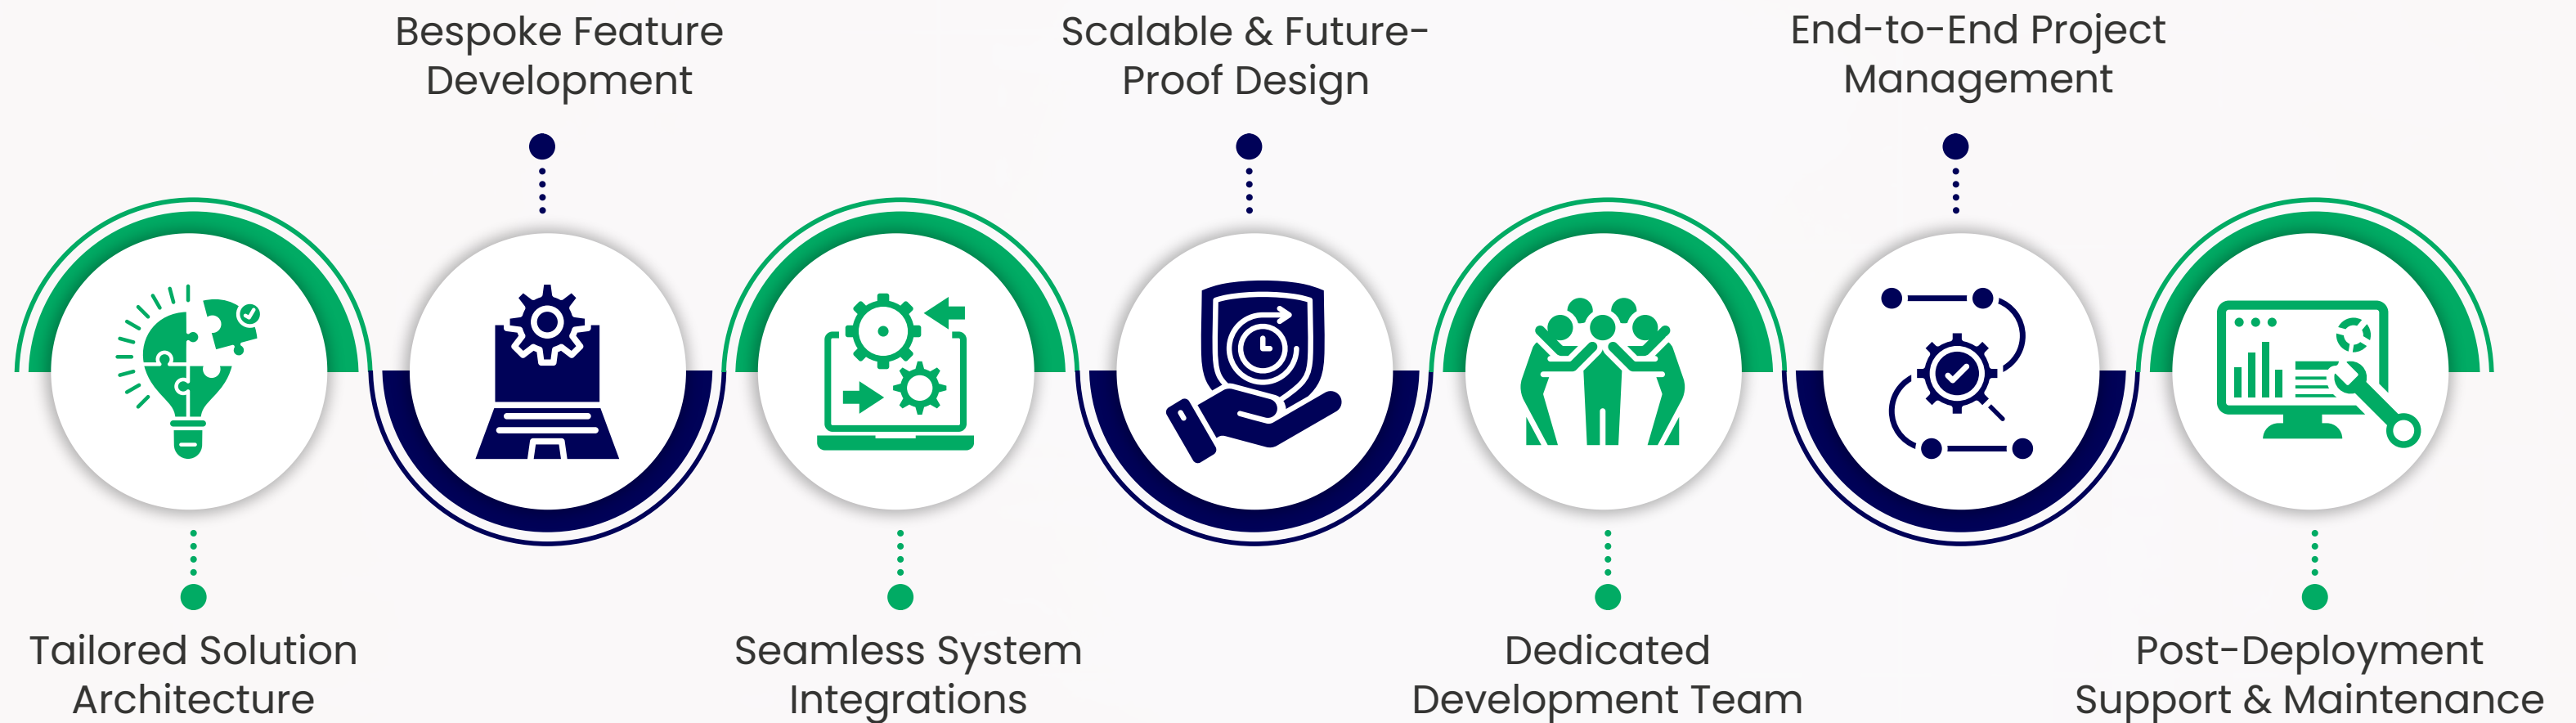 Bespoke Feature
Development
Scalable & Future-
Proof Design
End-to-End Project
Management
Tailored Solution
Architecture
Seamless System
Integrations
Dedicated
Development Team
Post-Deployment
Support & Maintenance